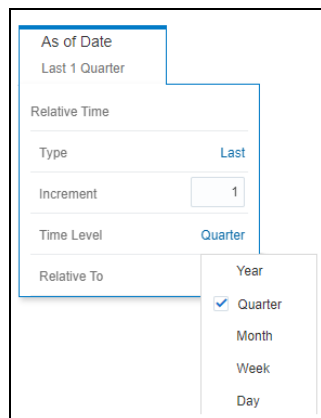 As of Date
Last 1 Quarter
Relative Time
Type Last
Increment 1
Time Level Quarter
Relative To
Year
Quarter
Month
Week
Day